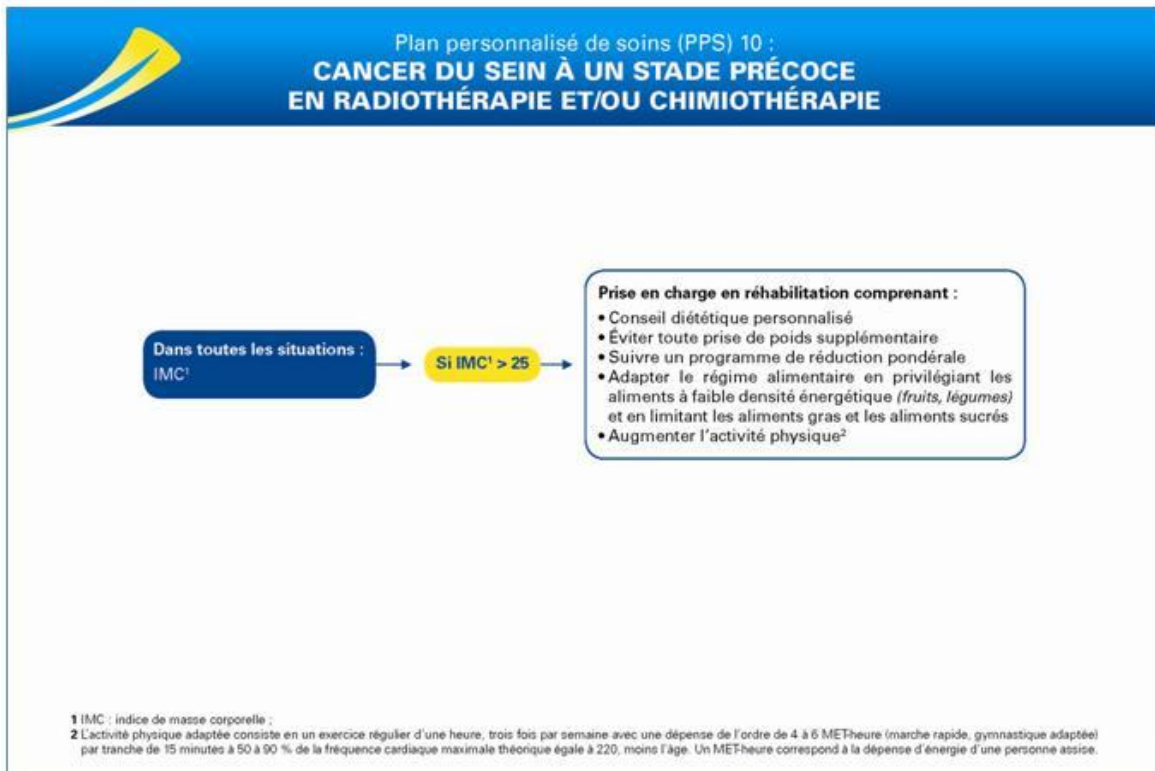 Plan personnalisé de soins (PPS) 10 :
CANCER DU SEIN À UN STADE PRÉCOCE
EN RADIOTHÉRAPIE ET/OU CHIMIOTHÉRAPIE
Dans toutes les situations :
IMC¹
Si IMC¹ > 25
Prise en charge en réhabilitation comprenant :
• Conseil diététique personnalisé
• Éviter toute prise de poids supplémentaire
• Suivre un programme de réduction pondérale
• Adapter le régime alimentaire en privilégiant les
aliments à faible densité énergétique (fruits, légumes)
et en limitant les aliments gras et les aliments sucrés
• Augmenter l'activité physique²
1 IMC : indice de masse corporelle ;
2 L'activité physique adaptée consiste en un exercice régulier d'une heure, trois fois par semaine avec une dépense de l'ordre de 4 à 6 MET-heure (marche rapide, gymnastique adaptée)
par tranche de 15 minutes à 50 à 90 % de la fréquence cardiaque maximale théorique égale à 220, moins l'âge. Un MET-heure correspond à la dépense d'énergie d'une personne assise.